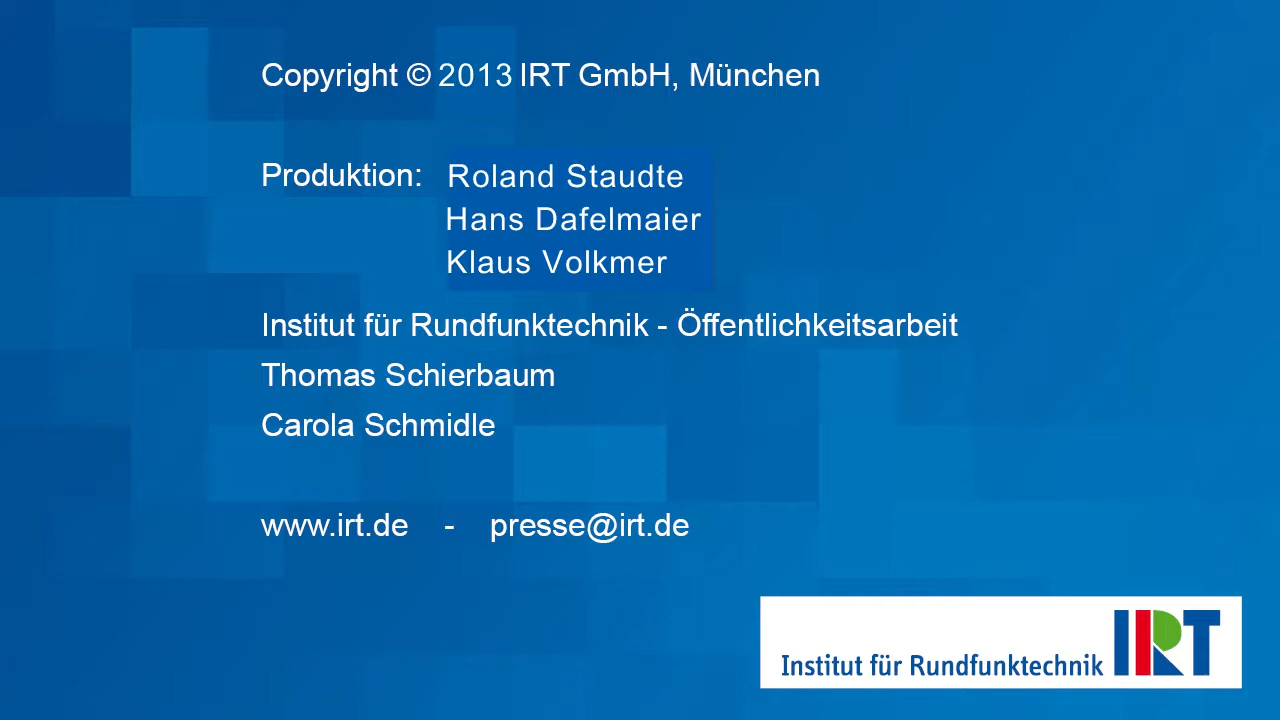 Copyright © 2013 IRT GmbH, München
Produktion: Roland Staudte
Hans Dafelmaier
Klaus Volkmer
Institut für Rundfunktechnik - Öffentlichkeitsarbeit
Thomas Schierbaum
Carola Schmidle
www.irt.de - presse@irt.de
Institut für Rundfunktechnik IRT